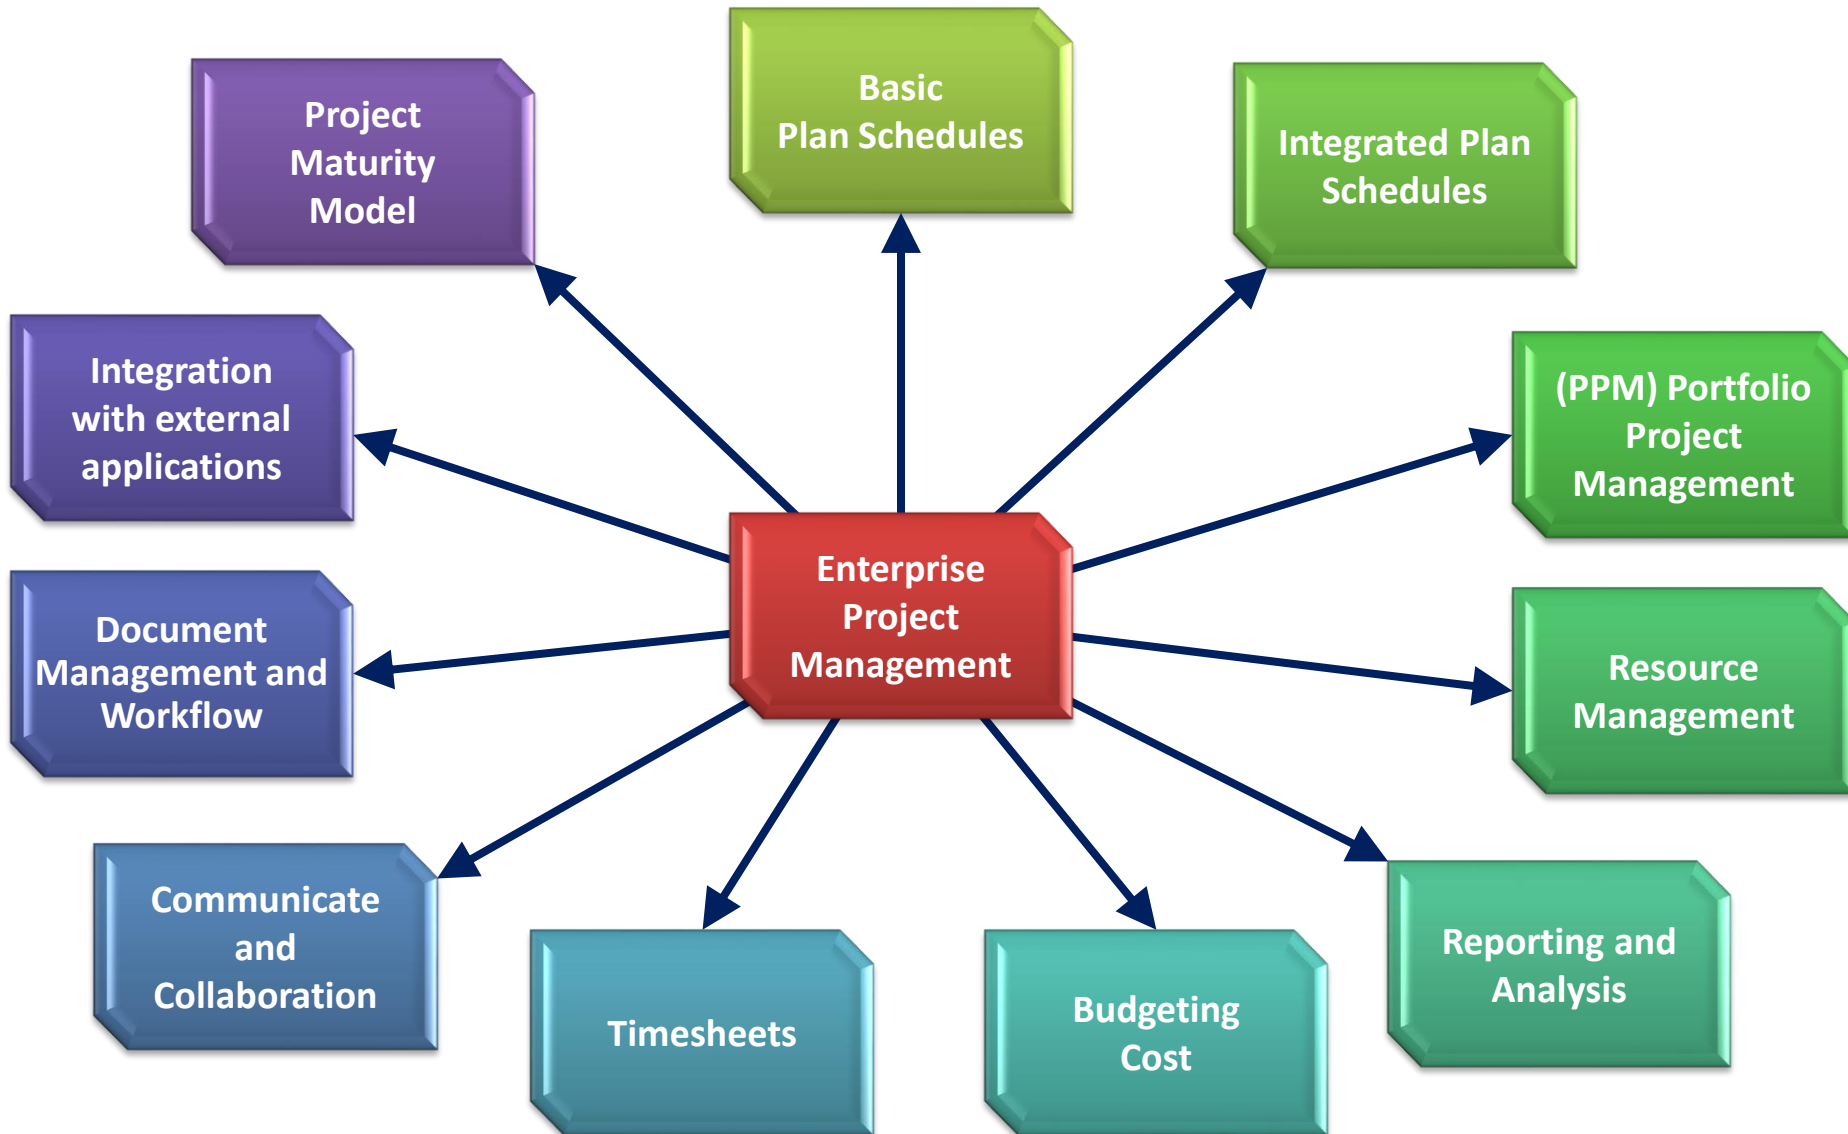 Basic
Plan Schedules
Project
Maturity
Model
Integrated Plan
Schedules
Integration
with external
applications
(PPM) Portfolio
Project
Management
Enterprise
Project
Management
Document
Management and
Workflow
Resource
Management
Communicate
and
Collaboration
Timesheets
Budgeting
Cost
Reporting and
Analysis